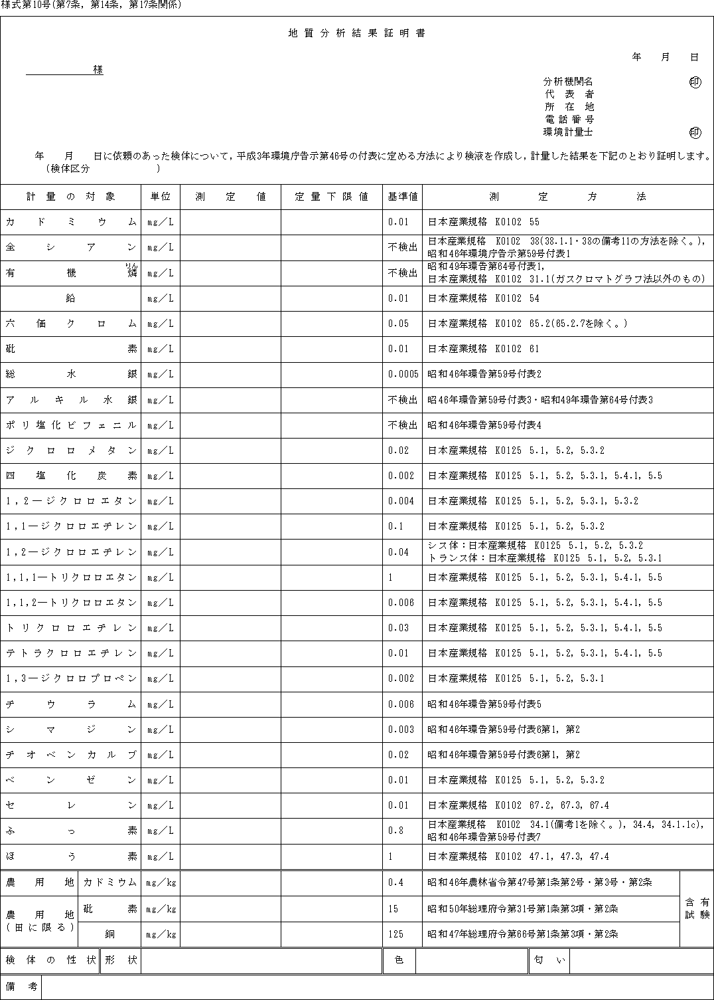 様式第10号(第7条，第14条，第17条関係)
地質分析結果証明書
年　月　日
様
分析機関名　印
代表者
所在地
電話番号
環境計量士　印
年　月　日に依頼のあった検体について，平成3年環境庁告示第46号の付表に定める方法により検液を作成し，計量した結果を下記のとおり証明します。
(検体区分　　　　　　)
計量の対象　単位　測定値　定量下限値　基準値　測定方法
カドミウム　mg／L　0.01　日本産業規格 K0102 55
全シアン　mg／L　不検出　日本産業規格 K0102 38(38.1.1・38の備考11の方法を除く。)，
昭和46年環境庁告示第59号付表1
有機燐　りん　mg／L　不検出　昭和49年環告第64号付表1，
日本産業規格 K0102 31.1(ガスクロマトグラフ法以外のもの)
鉛　mg／L　0.01　日本産業規格 K0102 54
六価クロム　mg／L　0.05　日本産業規格 K0102 65.2(65.2.7を除く。)
砒素　mg／L　0.01　日本産業規格 K0102 61
総水銀　mg／L　0.0005　昭和46年環告第59号付表2
アルキル水銀　mg／L　不検出　昭46年環告第59号付表3・昭和49年環告第64号付表3
ポリ塩化ビフェニル　mg／L　不検出　昭和46年環告第59号付表4
ジクロロメタン　mg／L　0.02　日本産業規格 K0125 5.1，5.2，5.3.2
四塩化炭素　mg／L　0.002　日本産業規格 K0125 5.1，5.2，5.3.1，5.4.1，5.5
1,2―ジクロロエタン　mg／L　0.004　日本産業規格 K0125 5.1，5.2，5.3.1，5.3.2
1,1―ジクロロエチレン　mg／L　0.1　日本産業規格 K0125 5.1，5.2，5.3.2
1,2―ジクロロエチレン　mg／L　0.04　シス体：日本産業規格 K0125 5.1，5.2，5.3.2
トランス体：日本産業規格 K0125 5.1，5.2，5.3.1
1,1,1―トリクロロエタン　mg／L　1　日本産業規格 K0125 5.1，5.2，5.3.1，5.4.1，5.5
1,1,2―トリクロロエタン　mg／L　0.006　日本産業規格 K0125 5.1，5.2，5.3.1，5.4.1，5.5
トリクロロエチレン　mg／L　0.03　日本産業規格 K0125 5.1，5.2，5.3.1，5.4.1，5.5
テトラクロロエチレン　mg／L　0.01　日本産業規格 K0125 5.1，5.2，5.3.1，5.4.1，5.5
1,3―ジクロロプロペン　mg／L　0.002　日本産業規格 K0125 5.1，5.2，5.3.1
チウラム　mg／L　0.006　昭和46年環告第59号付表5
シマジン　mg／L　0.003　昭和46年環告第59号付表6第1，第2
チオベンカルブ　mg／L　0.02　昭和46年環告第59号付表6第1，第2
ベンゼン　mg／L　0.01　日本産業規格 K0125 5.1，5.2，5.3.2
セレン　mg／L　0.01　日本産業規格 K0102 67.2，67.3，67.4
ふっ素　mg／L　0.8　日本産業規格 K0102 34.1(備考1を除く。)，34.4，34.1.1c)，
昭和46年環告第59号付表7
ほう素　mg／L　1　日本産業規格 K0102 47.1，47.3，47.4
農用地　カドミウム　mg／kg　0.4　昭和46年農林省令第47号第1条第2号・第3号・第2条　含有試験
農用地(田に限る)　砒素　mg／kg　15　昭和50年総理府令第31号第1条第3項・第2条
銅　mg／kg　125　昭和47年総理府令第66号第1条第3項・第2条
検体の性状　形状　色　匂い
備考